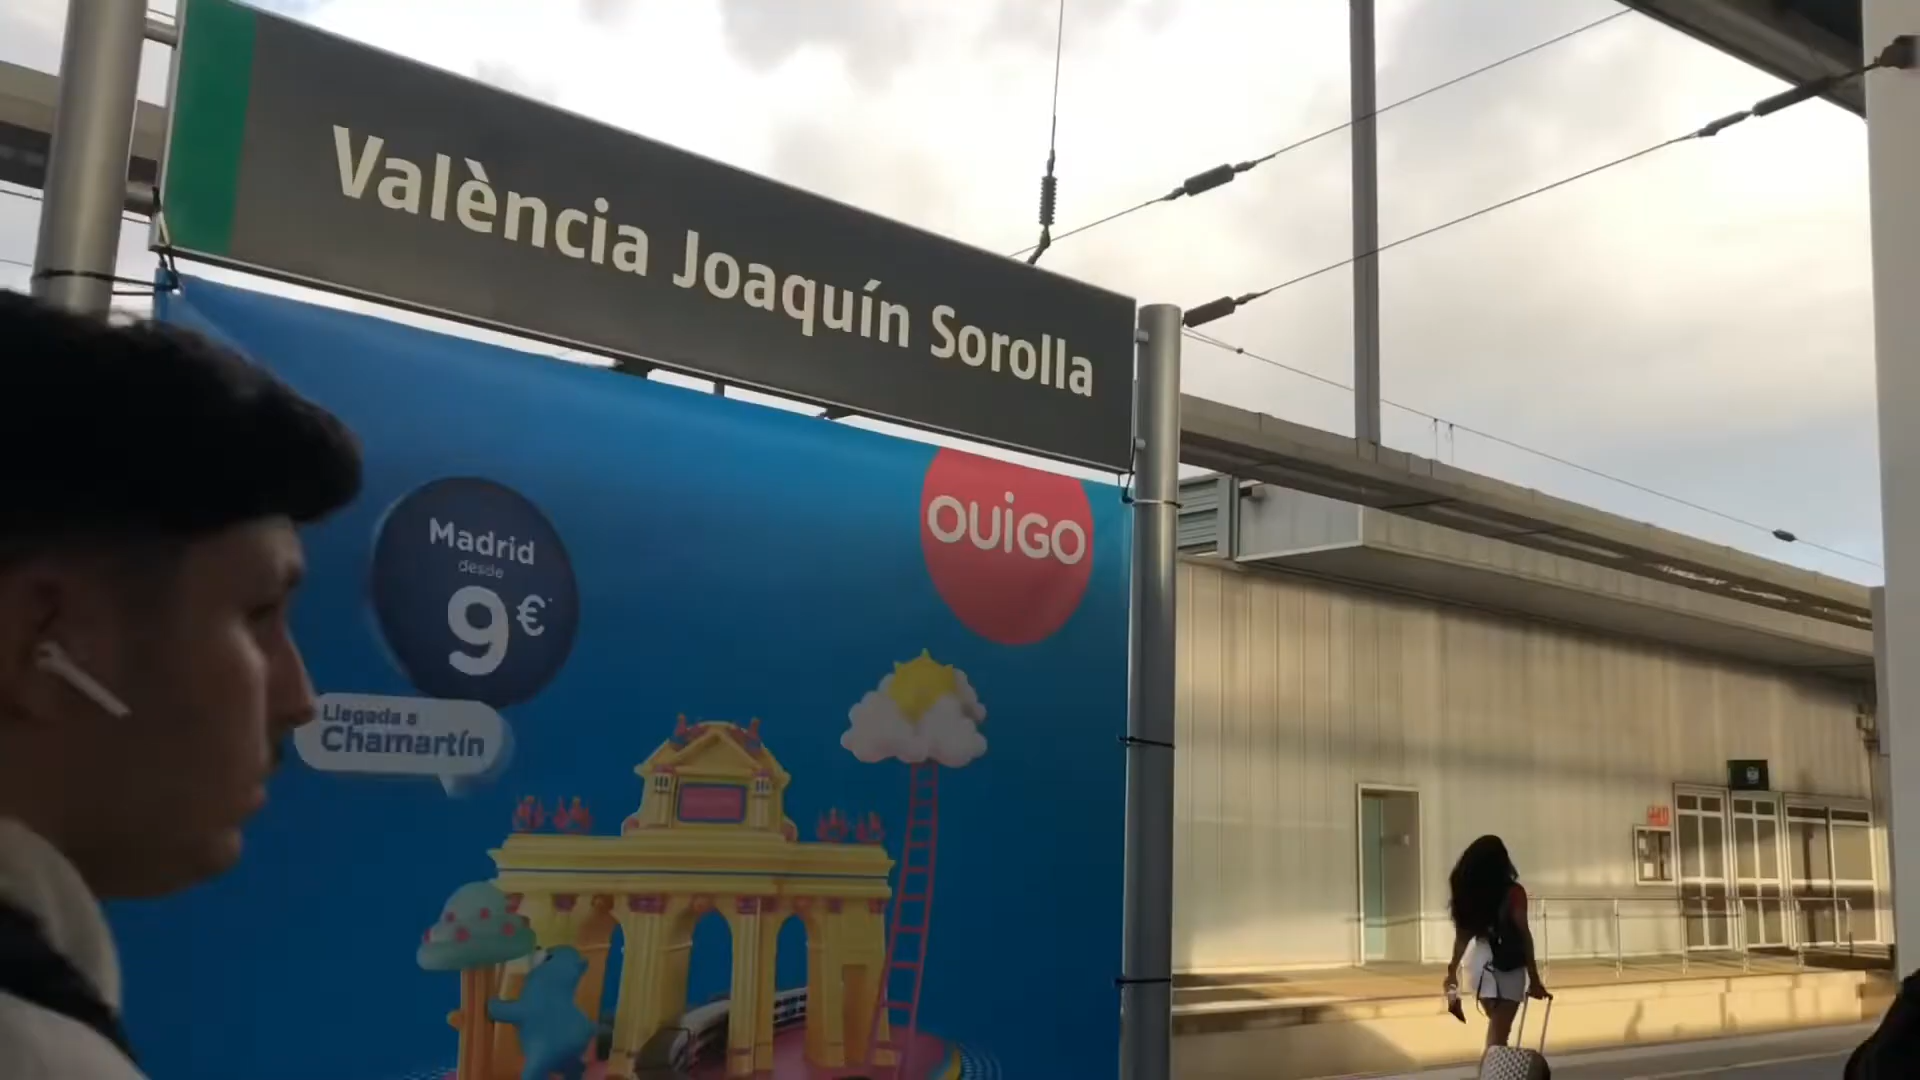 València Joaquín Sorolla
OUiGO
Madrid
desde
9€*
Llegada a
Chamartín